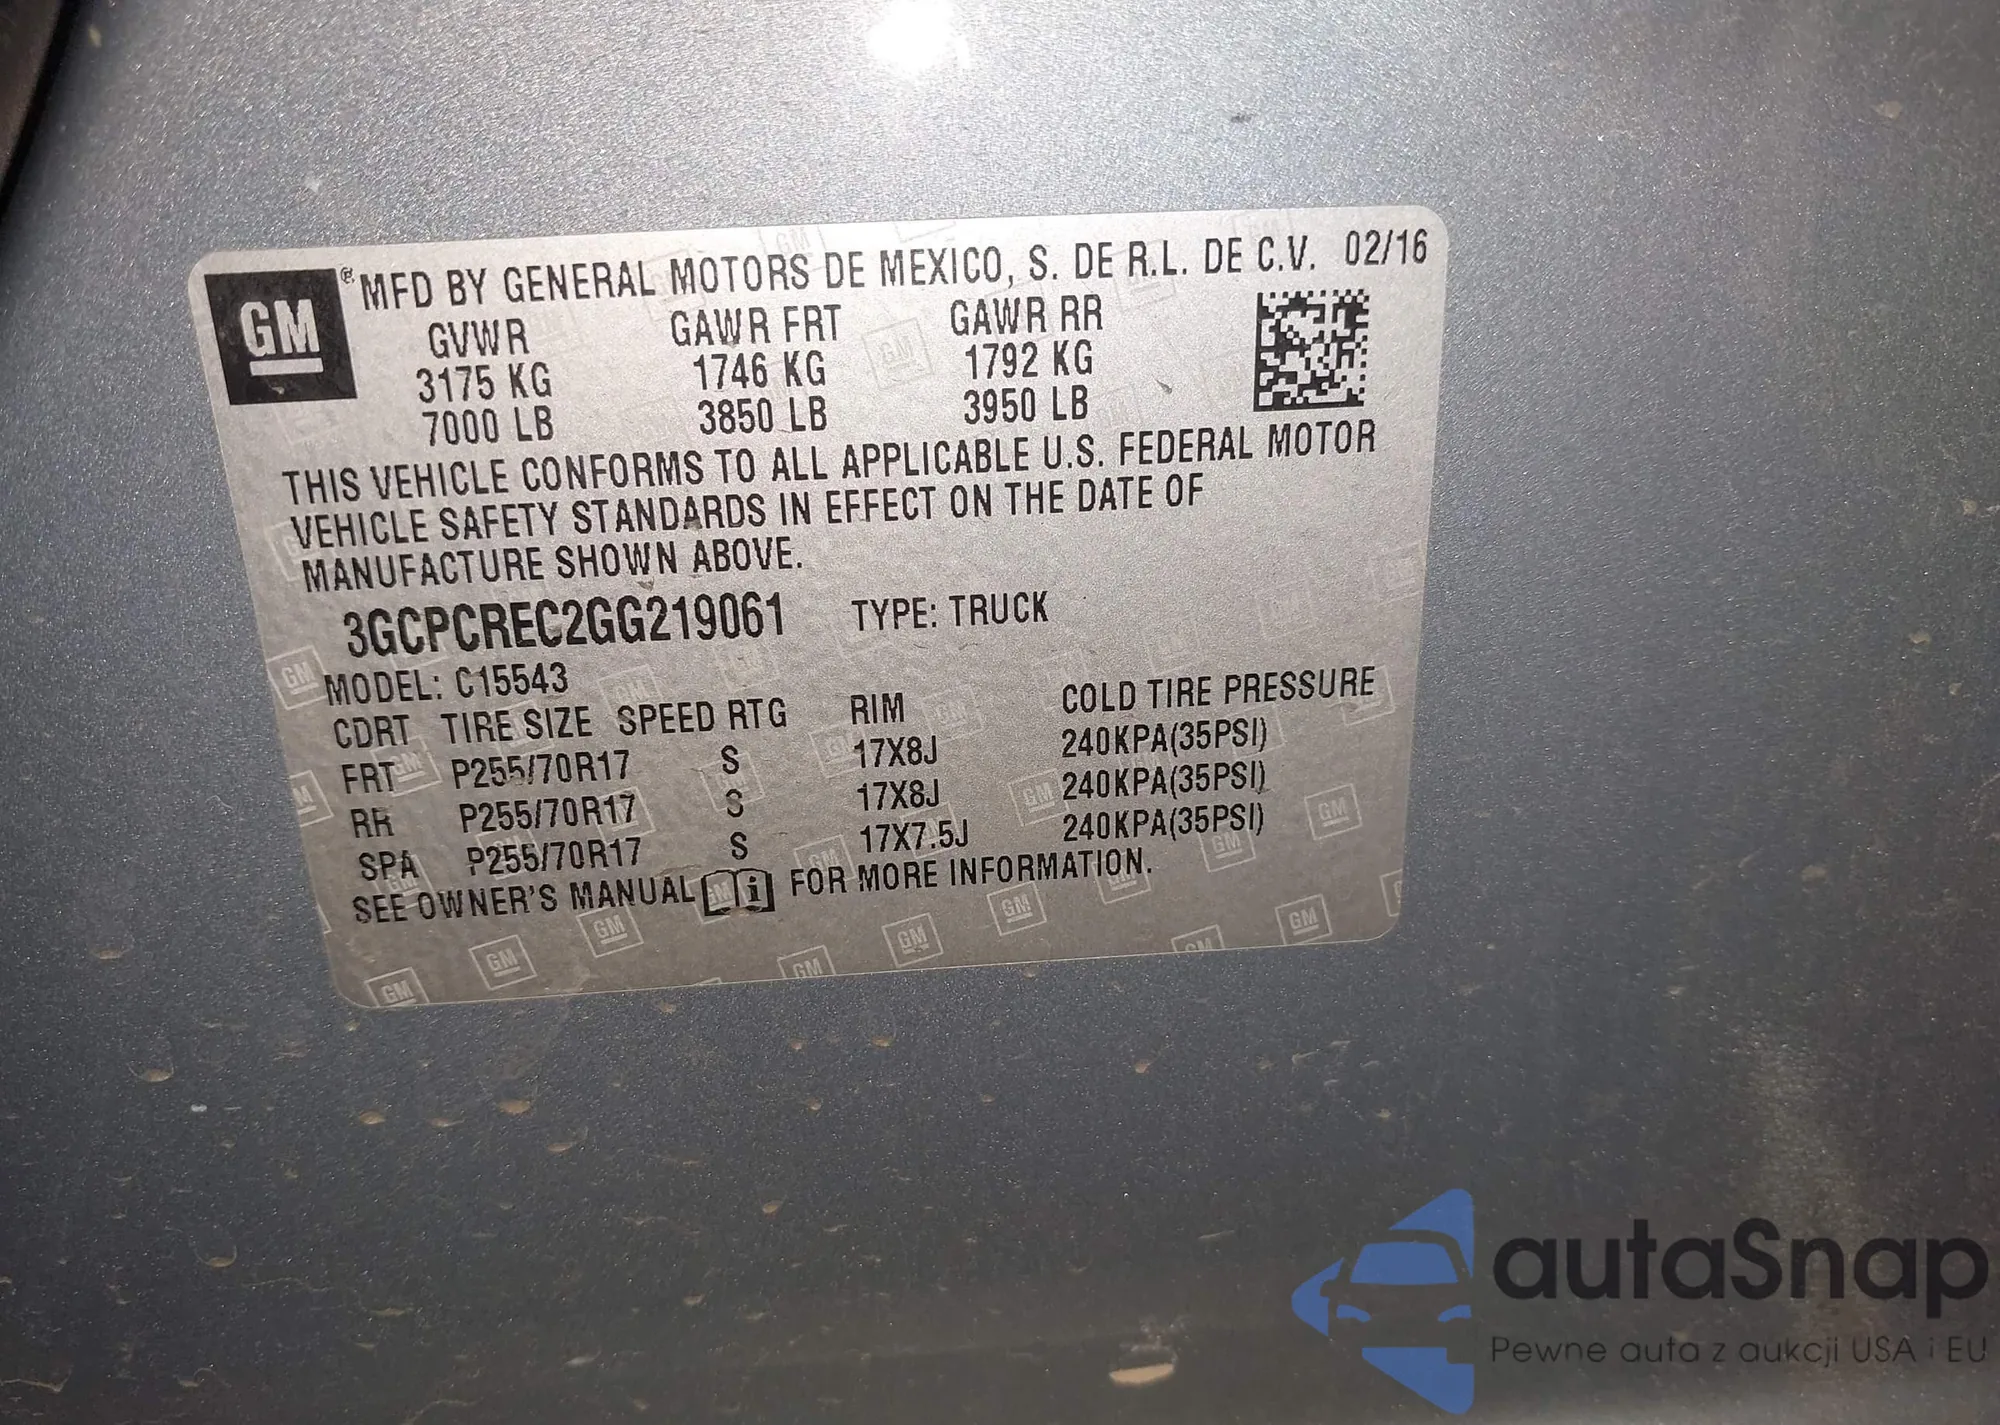 GM
® MFD BY GENERAL MOTORS DE MEXICO, S. DE R.L. DE C.V. 02/16
GVWR GAWR FRT GAWR RR
3175 KG 1746 KG 1792 KG
7000 LB 3850 LB 3950 LB
THIS VEHICLE CONFORMS TO ALL APPLICABLE U.S. FEDERAL MOTOR
VEHICLE SAFETY STANDARDS IN EFFECT ON THE DATE OF
MANUFACTURE SHOWN ABOVE.
3GCPCREC2GG219061 TYPE: TRUCK
MODEL: C15543
CDRT TIRE SIZE SPEED RTG RIM COLD TIRE PRESSURE
FRT P255/70R17 S 17X8J 240KPA(35PSI)
RR P255/70R17 S 17X8J 240KPA(35PSI)
SPA P255/70R17 S 17X7.5J 240KPA(35PSI)
SEE OWNER'S MANUAL i FOR MORE INFORMATION.
autaSnap
Pewne auta z aukcji USA i EU